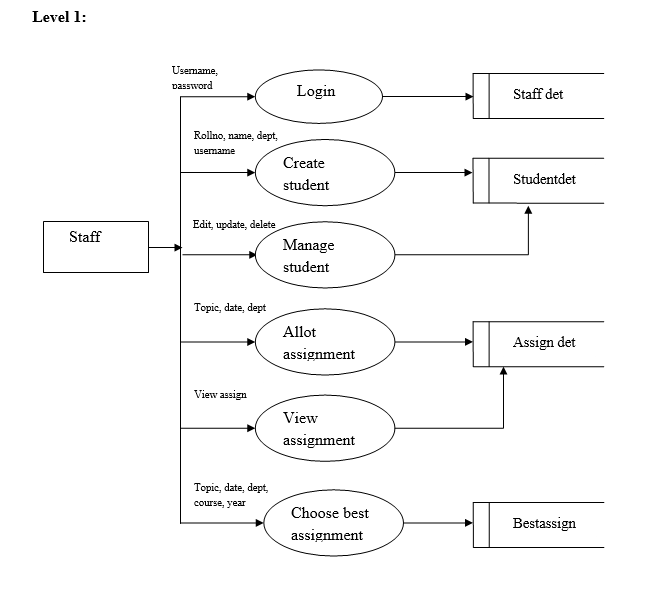 Level 1:
Username,
password
Login
Staff det
Rollno, name, dept,
username
Create
student
Studentdet
Staff
Edit, update, delete
Manage
student
Topic, date, dept
Allot
assignment
Assign det
View assign
View
assignment
Topic, date, dept,
course, year
Choose best
assignment
Bestassign